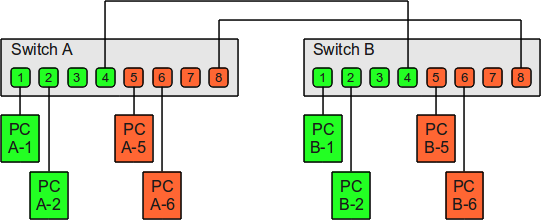 Switch A
Switch B
1 2 3 4 5 6 7 8
1 2 3 4 5 6 7 8
PC
A-1
PC
A-5
PC
B-1
PC
B-5
PC
A-2
PC
A-6
PC
B-2
PC
B-6